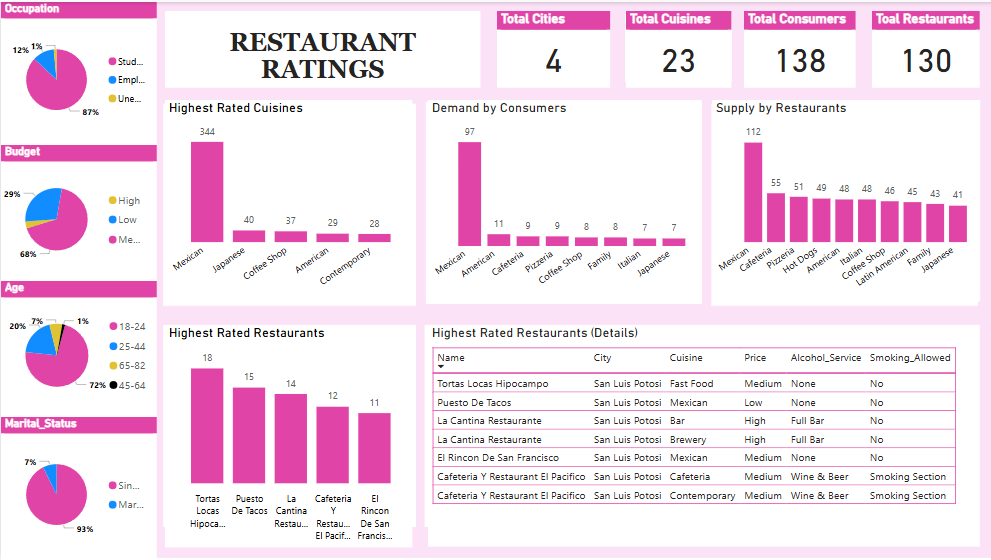 Occupation
12%
1%
87%
Stud...
Empl...
Une...
Budget
29%
68%
High
Low
Me...
Age
20%
7%
1%
72%
18-24
25-44
65-82
45-64
Marital_Status
7%
93%
Sin...
Mar...
RESTAURANT
RATINGS
Total Cities
4
Total Cuisines
23
Total Consumers
138
Toal Restaurants
130
Highest Rated Cuisines
344
40
37
29
28
Mexican
Japanese
Coffee Shop
American
Contemporary
Demand by Consumers
97
11
9
9
8
8
7
7
Mexican
American
Cafeteria
Pizzeria
Coffee Shop
Family
Italian
Japanese
Supply by Restaurants
112
55
51
49
48
48
46
45
43
41
Mexican
Cafeteria
Pizzeria
Hot Dogs
American
Italian
Coffee Shop
Latin American
Family
Japanese
Highest Rated Restaurants
18
15
14
12
11
Tortas
Locas
Hipoca...
Puesto
De Tacos
La
Cantina
Restau...
Cafeteria
Y
Restau...
El Pacif...
El
Rincon
De San
Francis...
Highest Rated Restaurants (Details)
Name City Cuisine Price Alcohol_Service Smoking_Allowed
Tortas Locas Hipocampo San Luis Potosi Fast Food Medium None No
Puesto De Tacos San Luis Potosi Mexican Low None No
La Cantina Restaurante San Luis Potosi Bar High Full Bar No
La Cantina Restaurante San Luis Potosi Brewery High Full Bar No
El Rincon De San Francisco San Luis Potosi Mexican Medium None No
Cafeteria Y Restaurant El Pacifico San Luis Potosi Cafeteria Medium Wine & Beer Smoking Section
Cafeteria Y Restaurant El Pacifico San Luis Potosi Contemporary Medium Wine & Beer Smoking Section